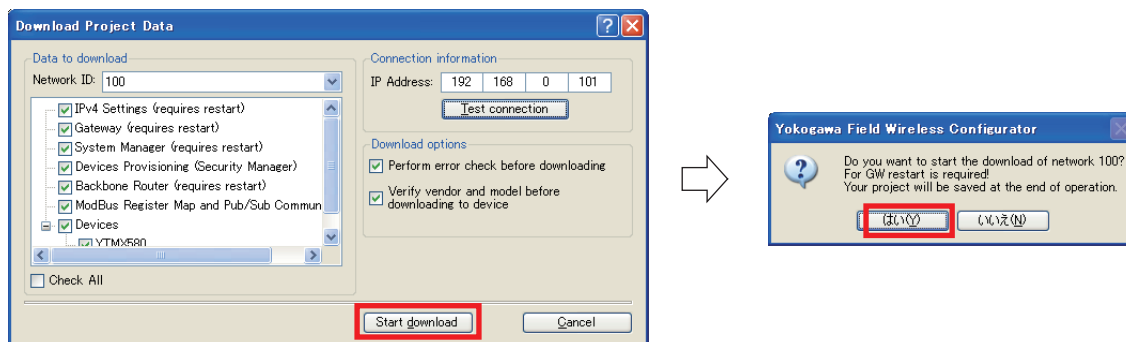 Download Project Data
Data to download
Network ID: 100
IPv4 Settings (requires restart)
Gateway (requires restart)
System Manager (requires restart)
Devices Provisioning (Security Manager)
Backbone Router (requires restart)
ModBus Register Map and Pub/Sub Commun
Devices
YTMX580
Check All
Connection information
IP Address: 192 168 0 101
Test connection
Download options
Perform error check before downloading
Verify vendor and model before
downloading to device
Start download
Cancel
Yokogawa Field Wireless Configurator
Do you want to start the download of network 100?
For GW restart is required!
Your project will be saved at the end of operation.
はい(Y)
いいえ(N)